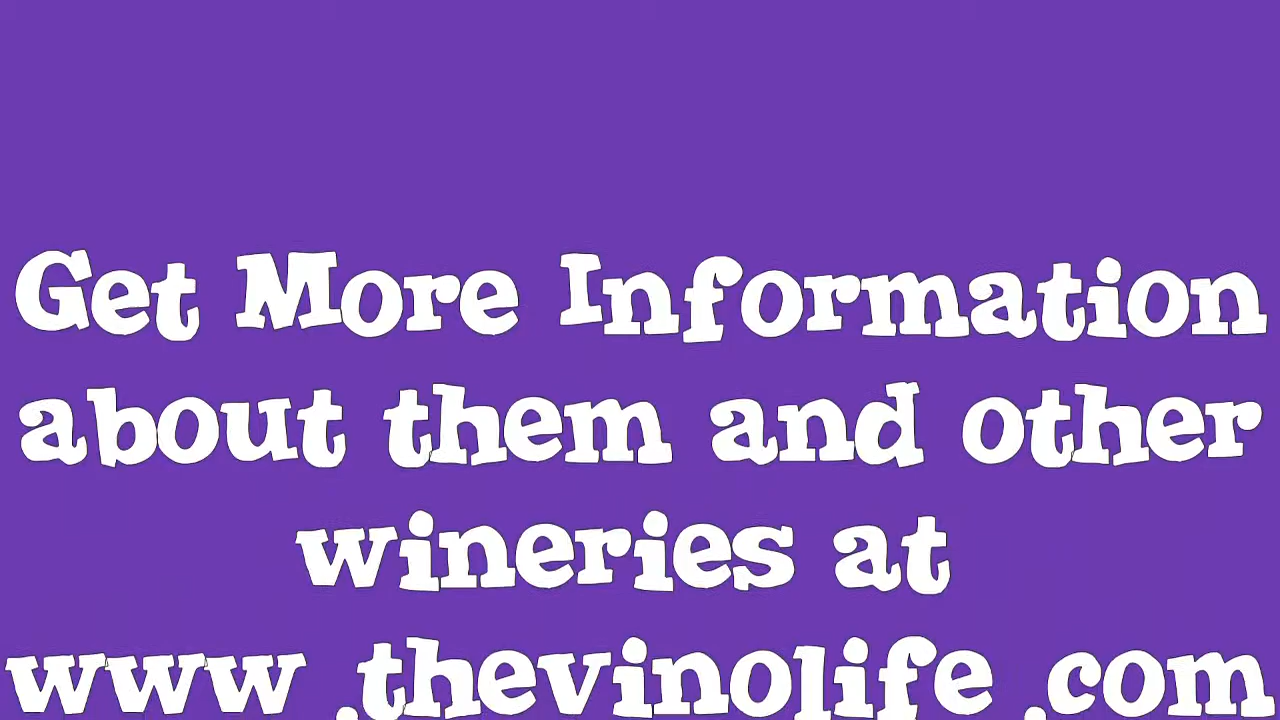 Get More Information
about them and other
wineries at
www .thevinolife .com